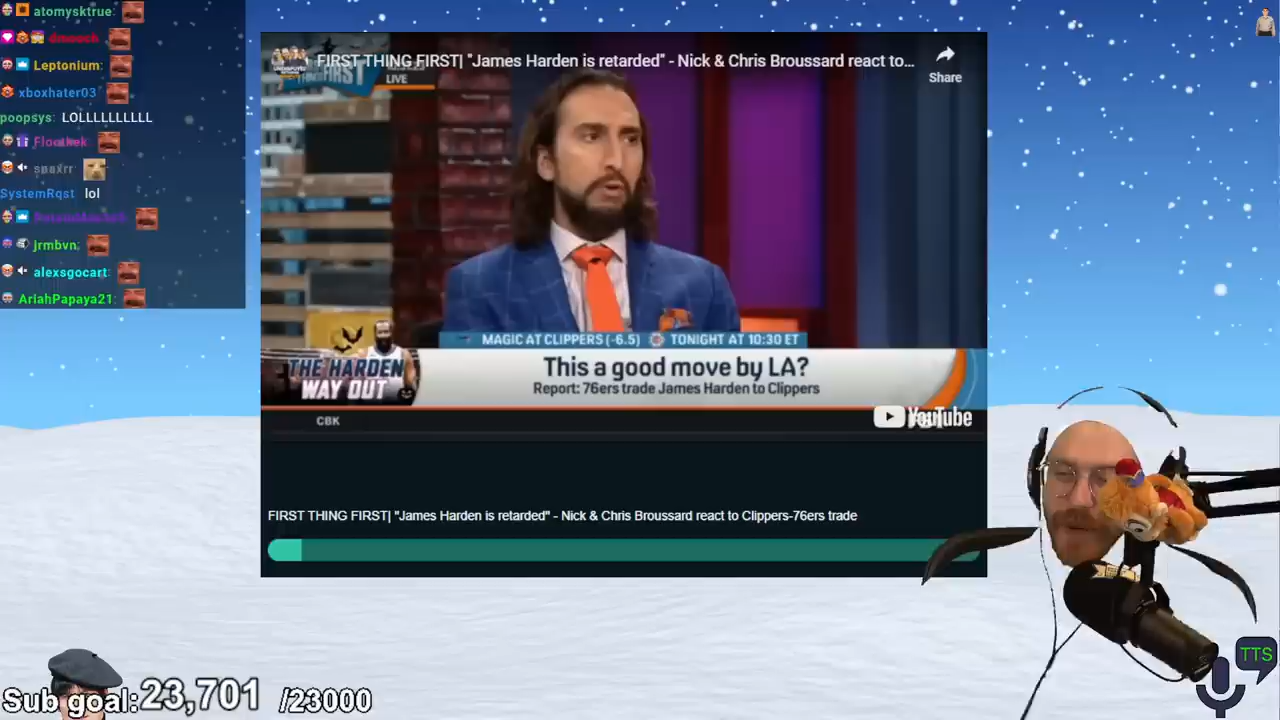 atomysktrue:
dmooch:
Leptonium:
xboxhater03:
poopsys: LOLLLLLLLLLL
SystemRqst lol
jrmbvn:
alexsgocart:
AriahPapaya21:
FIRST THING FIRST| "James Harden is retarded" - Nick & Chris Broussard react to...
Share
FIRST
LIVE
MAGIC AT CLIPPERS (-6.5) TONIGHT AT 10:30 ET
THE HARDEN
WAY OUT
This a good move by LA?
Report: 76ers trade James Harden to Clippers
CBK
YouTube
FIRST THING FIRST| "James Harden is retarded" - Nick & Chris Broussard react to Clippers-76ers trade
TTS
Sub goal: 23,701 /23000